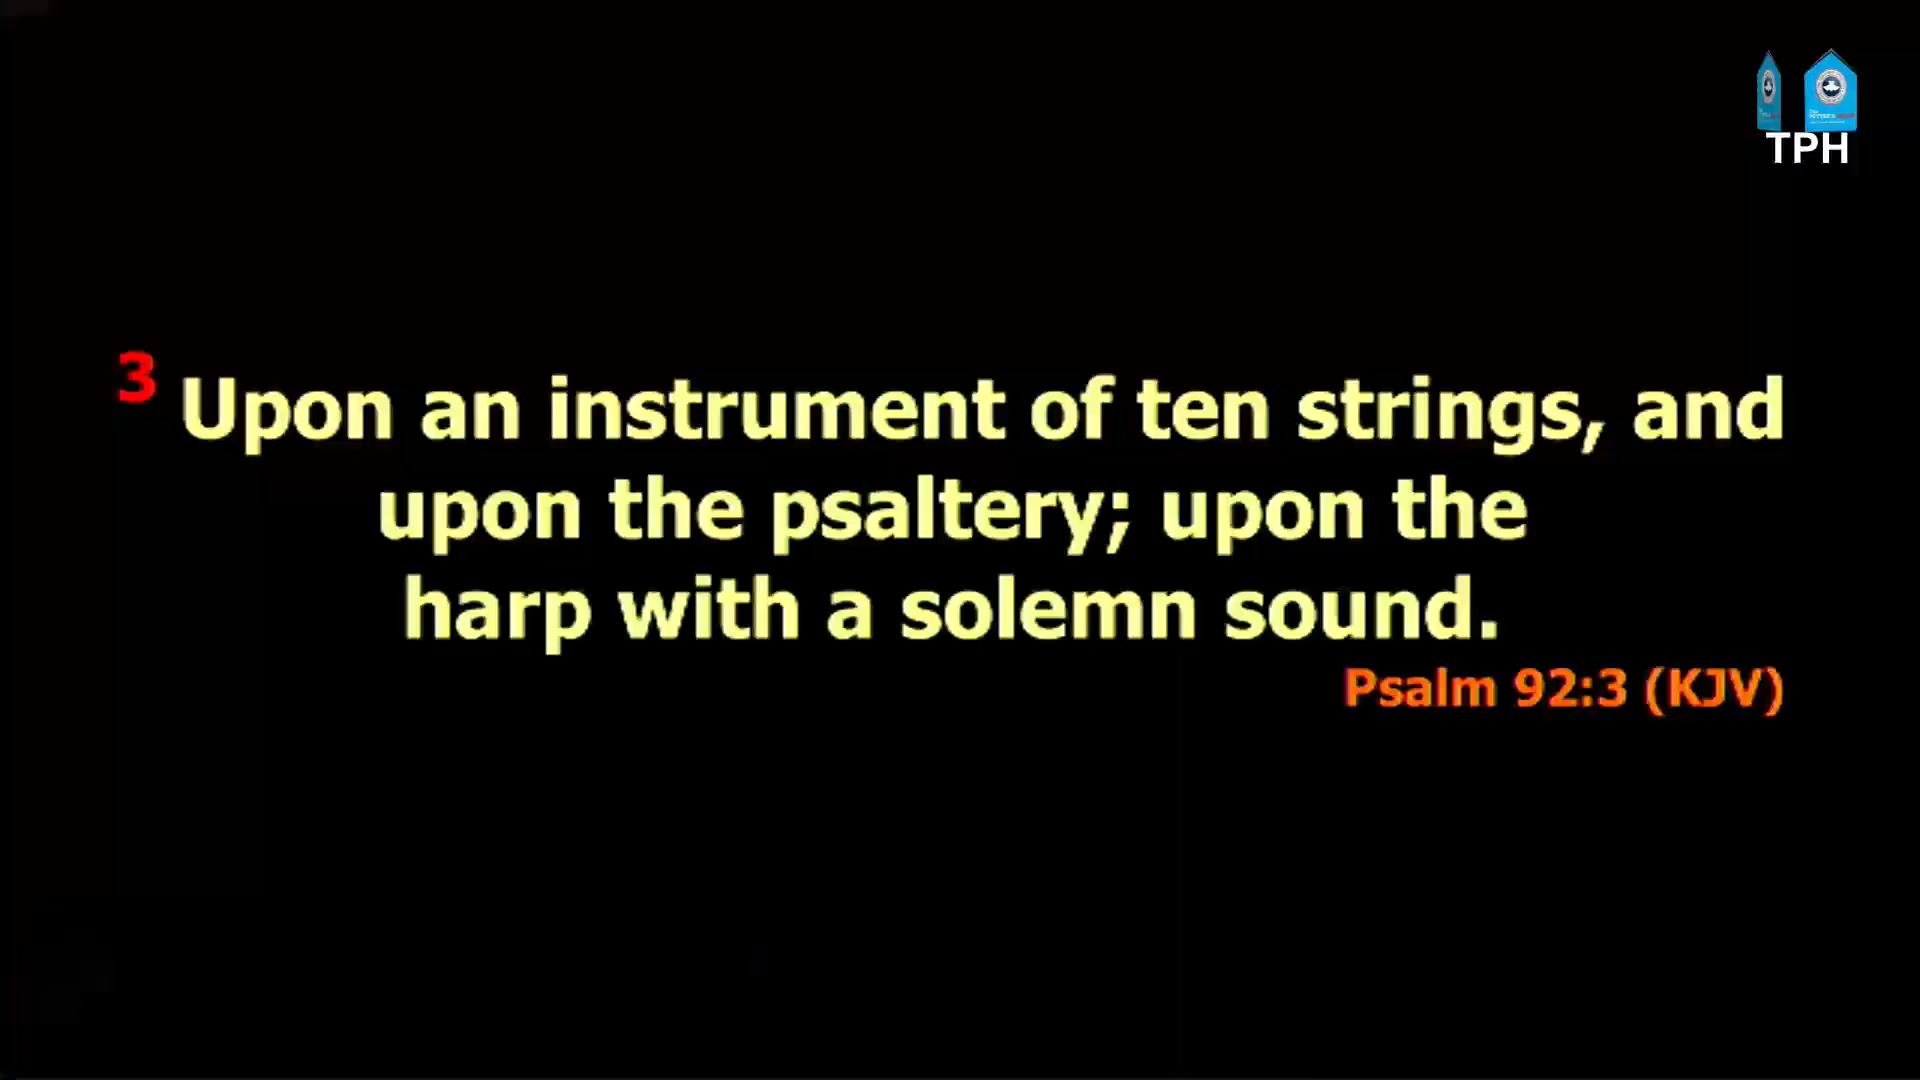 TPH
3 Upon an instrument of ten strings, and
upon the psaltery; upon the
harp with a solemn sound.
Psalm 92:3 (KJV)